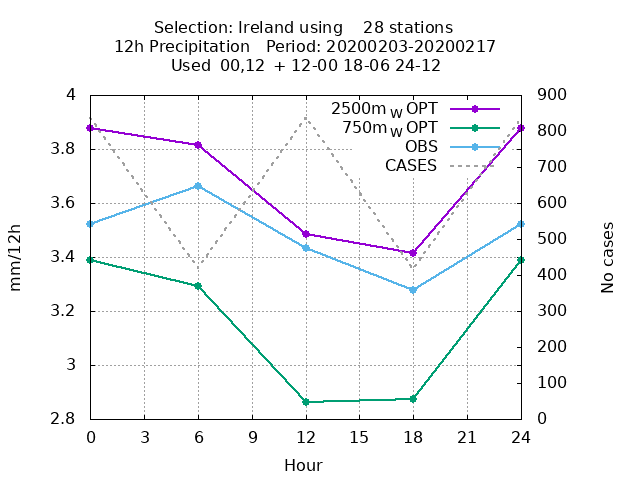 Selection: Ireland using    28 stations
12h Precipitation   Period: 20200203-20200217
Used  00,12  + 12-00 18-06 24-12
2500m W OPT
750m W OPT
OBS
CASES
4
3.8
3.6
3.4
3.2
3
2.8
900
800
700
600
500
400
300
200
100
0
mm/12h
No cases
0 3 6 9 12 15 18 21 24
Hour